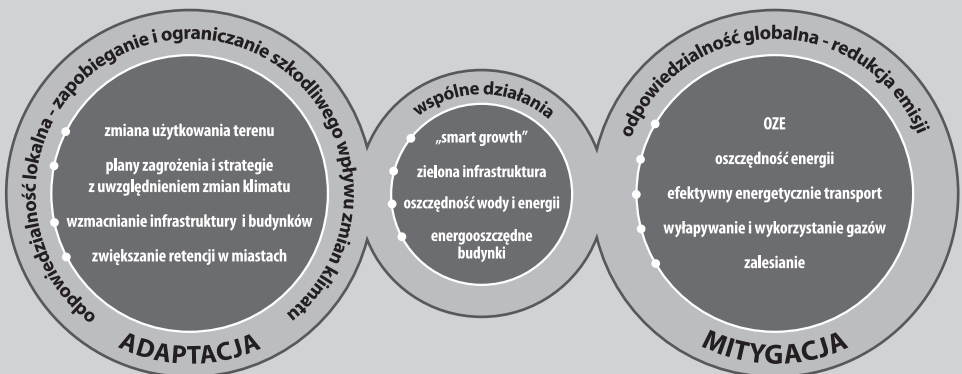 odpowiedzialność lokalna - zapobieganie i ograniczanie szkodliwego wpływu zmian klimatu
zmiana użytkowania terenu
plany zagrożenia i strategie
z uwzględnieniem zmian klimatu
wzmacnianie infrastruktury i budynków
zwiększanie retencji w miastach
ADAPTACJA
wspólne działania
„smart growth”
zielona infrastruktura
oszczędność wody i energii
energooszczędne
budynki
odpowiedzialność globalna - redukcja emisji
OZE
oszczędność energii
efektywny energetycznie transport
wyłapywanie i wykorzystanie gazów
zalesianie
MITYGACJA